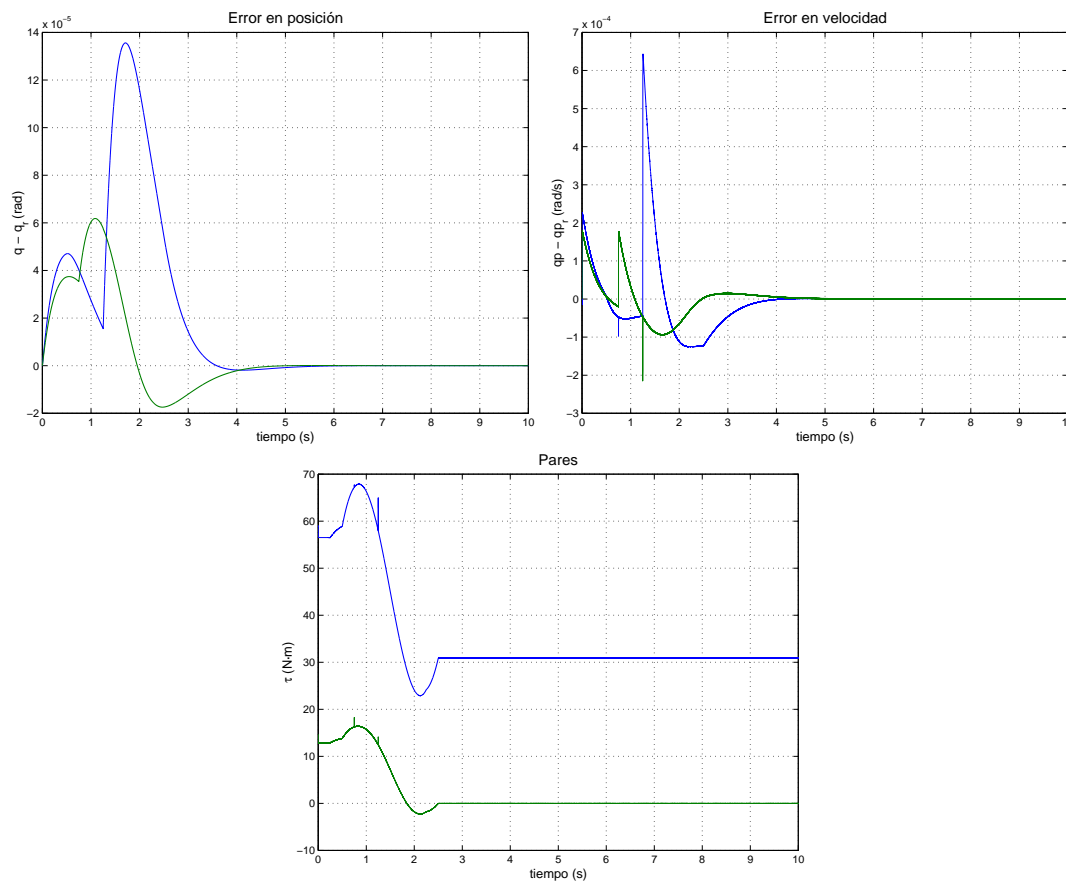 Error en posición
x 10⁻⁵
14
12
10
8
6
4
2
0
−2
q − q_r (rad)
0 1 2 3 4 5 6 7 8 9 10
tiempo (s)
Error en velocidad
x 10⁻⁴
7
6
5
4
3
2
1
0
−1
−2
−3
qp − qp_r (rad/s)
0 1 2 3 4 5 6 7 8 9
tiempo (s)
Pares
70
60
50
40
30
20
10
0
−10
τ (N·m)
0 1 2 3 4 5 6 7 8 9 10
tiempo (s)